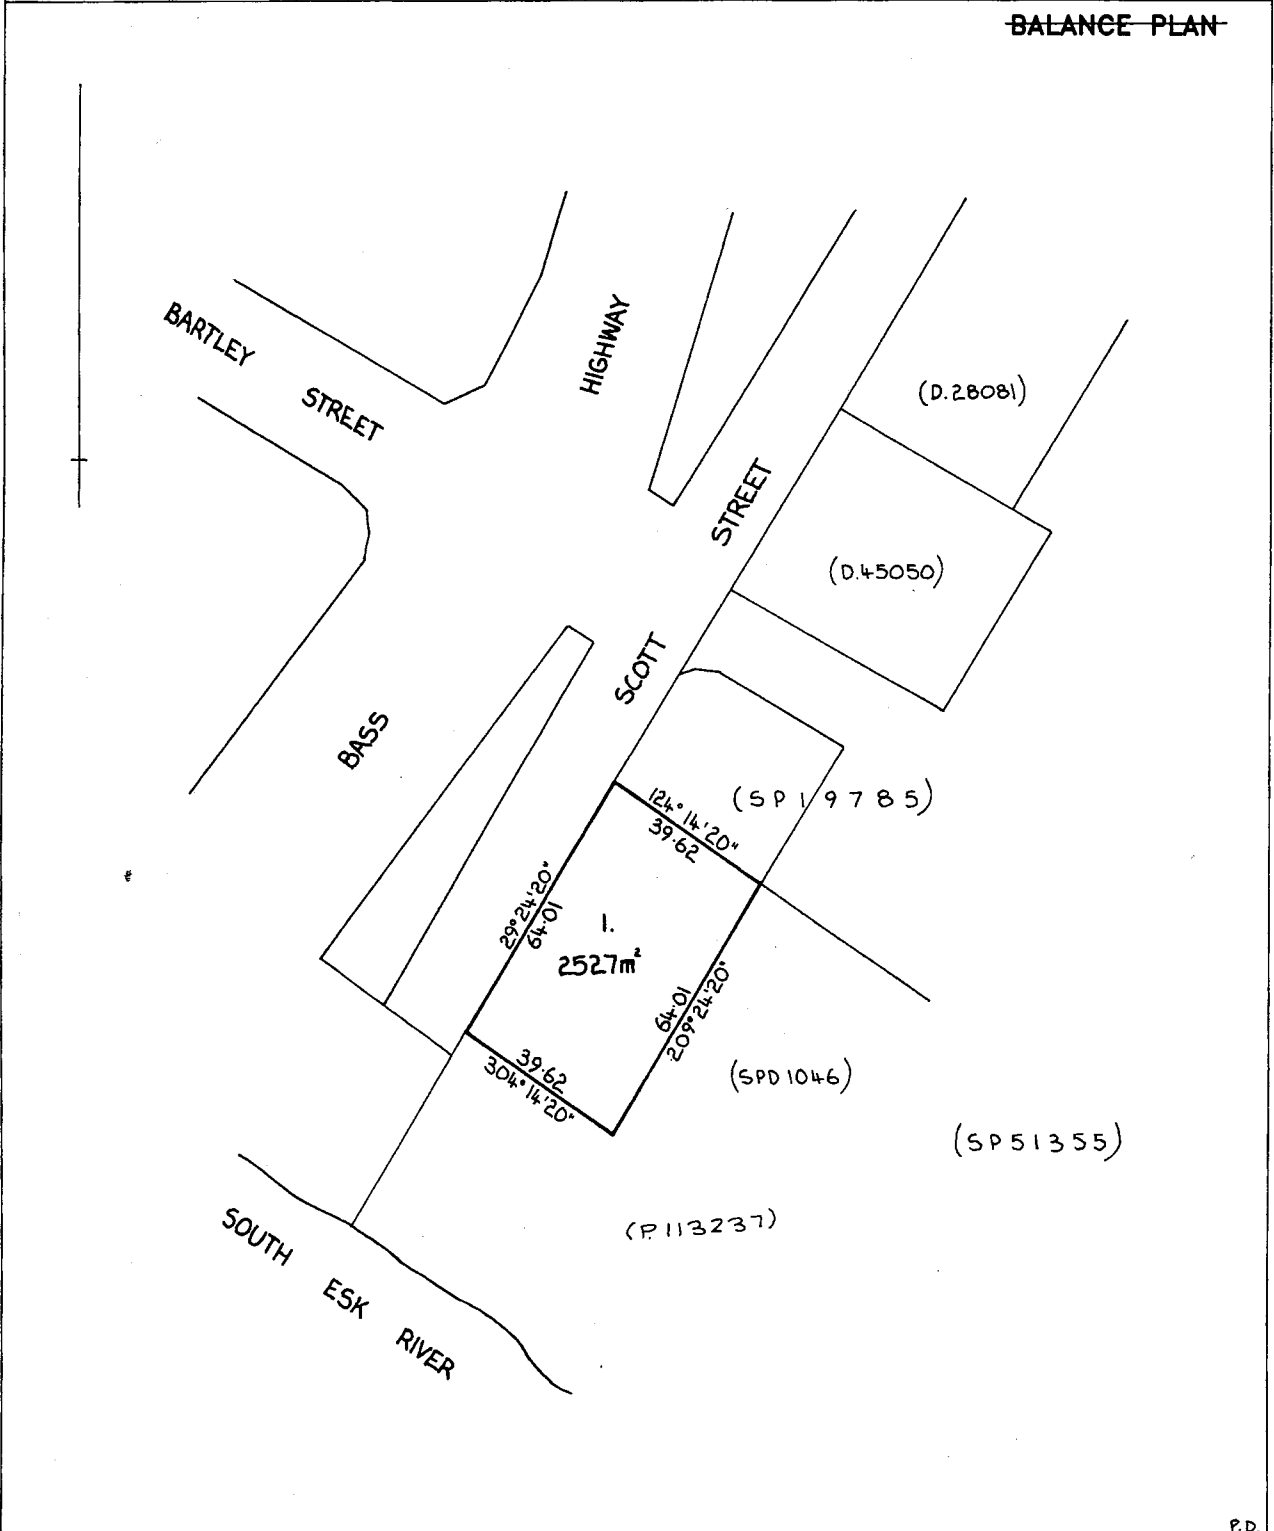 BALANCE PLAN
BARTLEY STREET
HIGHWAY
(D.28081)
STREET
(D.45050)
SCOTT
BASS
(SP19785)
124°14'20"
39.62
29°24'20"
64.01
1.
2527m²
64.01
209°24'20"
39.62
304°14'20"
(SPD1046)
(SP51355)
(P.113237)
SOUTH ESK RIVER
P.D.